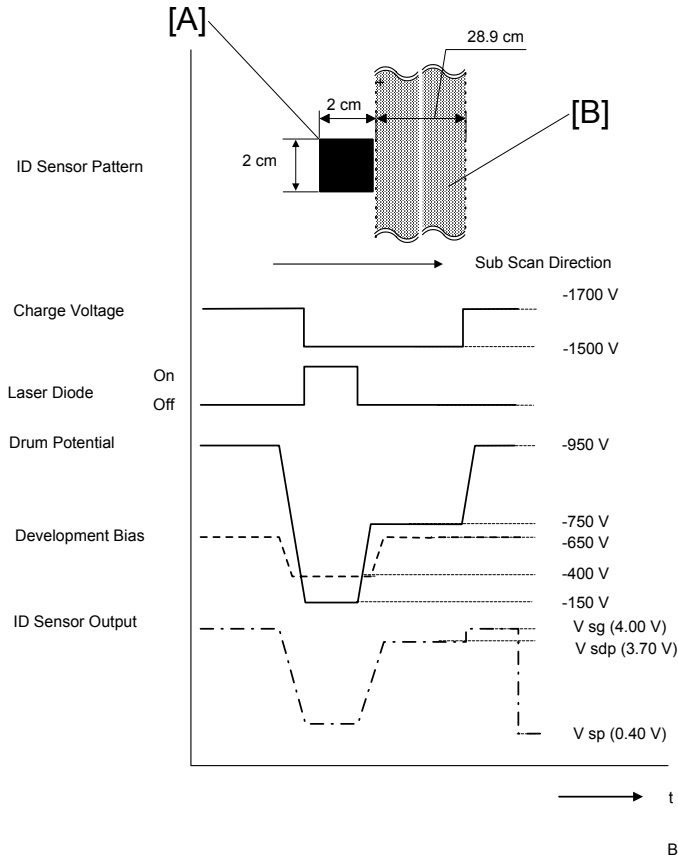 [A]
28.9 cm
2 cm
[B]
2 cm
ID Sensor Pattern
Sub Scan Direction
-1700 V
Charge Voltage
-1500 V
On
Laser Diode
Off
Drum Potential
-950 V
-750 V
Development Bias
-650 V
-400 V
-150 V
ID Sensor Output
V sg (4.00 V)
V sdp (3.70 V)
V sp (0.40 V)
t
B